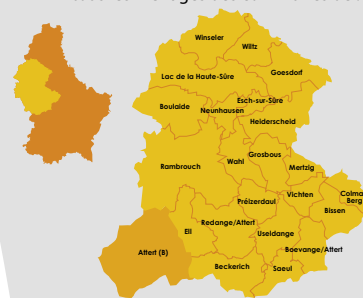 Winseler
Wiltz
Goesdorf
Lac de la Haute-Sûre
Esch-sur-Sûre
Boulaide
Neunhausen
Heiderscheid
Grosbous
Wahl
Mertzig
Rambrouch
Vichten
Colmar
Berg
Préizerdaul
Bissen
Redange/Attert
Ell
Useldange
Attert (B)
Boevange/Attert
Beckerich
Saeul